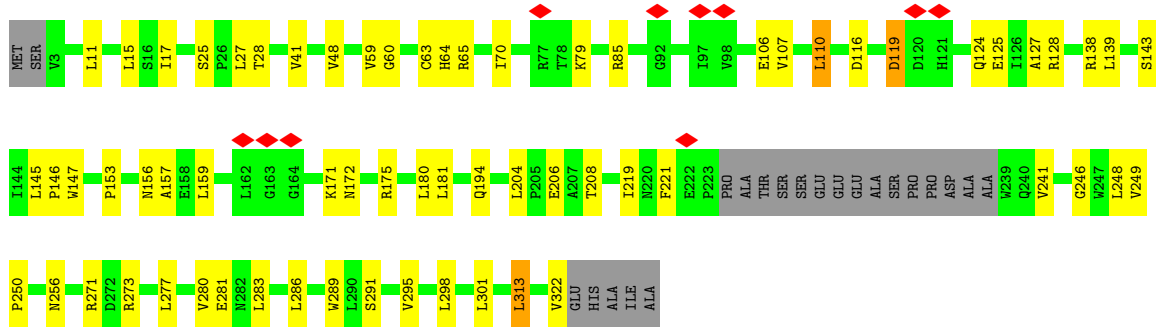 MET SER V3 L11 L15 S16 I17 S25 P26 L27 T28 V41 V48 V59 G60 C63 H64 R65 I70 R77 T78 K79 R85 G92 I97 V98 E106 V107 L110 D116 D119 D120 H121 Q124 E125 I126 A127 R128 R138 L139 S143
I144 L145 P146 W147 P153 N156 A157 E158 L159 L162 G163 G164 K171 N172 R175 L180 L181 Q194 L204 P205 E206 A207 T208 I219 N220 F221 E222 P223 PRO ALA THR SER SER GLU GLU GLU ALA SER PRO PRO ASP ALA ALA W239 Q240 V241 G246 W247 L248 V249
P250 N256 R271 D272 R273 L277 V280 E281 N282 L283 L286 W289 L290 S291 V295 L298 L301 L313 V322 GLU HIS ALA ILE ALA